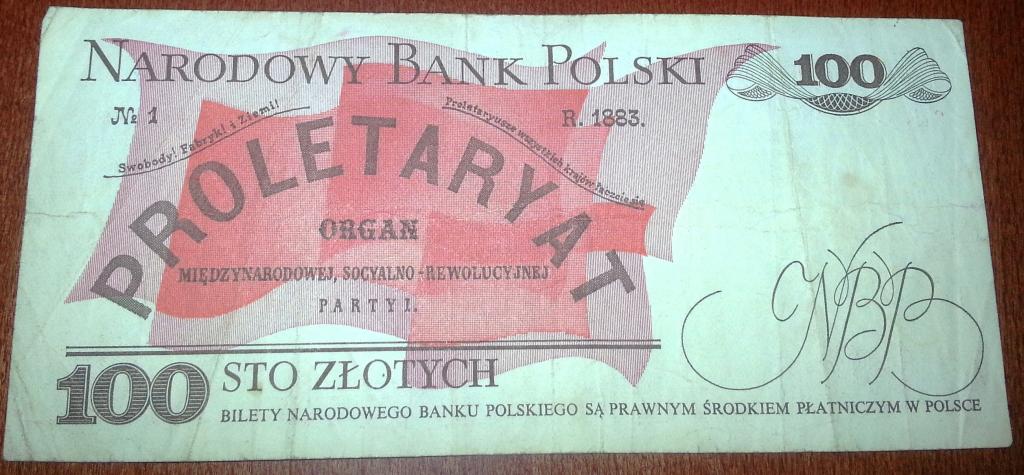 NARODOWY BANK POLSKI
100
№ 1
R. 1883.
Swobody! Fabryk! i Ziemi!
Proletaryusze wszystkich krajów łączcie się
PROLETARYAT
ORGAN
MIĘDZYNARODOWEJ, SOCYALNO-REWOLUCYJNEJ
PARTYI.
NBP
100
STO ZŁOTYCH
BILETY NARODOWEGO BANKU POLSKIEGO SĄ PRAWNYM ŚRODKIEM PŁATNICZYM W POLSCE